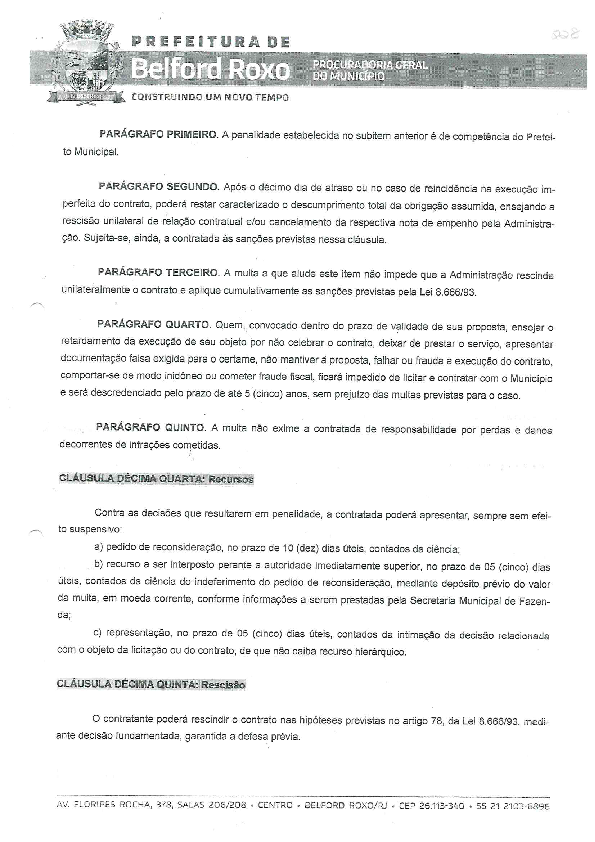 PREFEITURA DE
Belford Roxo
PROCURADORIA GERAL
DO MUNICÍPIO
CONSTRUINDO UM NOVO TEMPO
PARÁGRAFO PRIMEIRO. A penalidade estabelecida no subitem anterior é de competência do Prefei-
to Municipal.
PARÁGRAFO SEGUNDO. Após o décimo dia de atraso ou no caso de reincidência na execução im-
perfeita do contrato, poderá restar caracterizado o descumprimento total da obrigação assumida, ensejando a
rescisão unilateral de relação contratual e/ou cancelamento da respectiva nota de empenho pela Administra-
ção. Sujeita-se, ainda, a contratada às sanções previstas nessa cláusula.
PARÁGRAFO TERCEIRO. A multa a que alude este item não impede que a Administração rescinda
unilateralmente o contrato e aplique cumulativamente as sanções previstas pela Lei 8.666/93.
PARÁGRAFO QUARTO. Quem, convocado dentro do prazo de validade de sua proposta, ensejar o
retardamento da execução de seu objeto por não celebrar o contrato, deixar de prestar o serviço, apresentar
documentação falsa exigida para o certame, não mantiver a proposta, falhar ou frauda a execução do contrato,
comportar-se de modo inidôneo ou cometer fraude fiscal, ficará impedido de licitar e contratar com o Município
e será descredenciado pelo prazo de até 5 (cinco) anos, sem prejuízo das multas previstas para o caso.
PARÁGRAFO QUINTO. A multa não exime a contratada de responsabilidade por perdas e danos
decorrentes de infrações cometidas.
CLÁUSULA DÉCIMA QUARTA: Recursos
Contra as decisões que resultarem em penalidade, a contratada poderá apresentar, sempre sem efei-
to suspensivo:
a) pedido de reconsideração, no prazo de 10 (dez) dias úteis, contados da ciência;
b) recurso a ser interposto perante a autoridade imediatamente superior, no prazo de 05 (cinco) dias
úteis, contados da ciência do indeferimento do pedido de reconsideração, mediante depósito prévio do valor
da multa, em moeda corrente, conforme informações a serem prestadas pela Secretaria Municipal de Fazen-
da;
c) representação, no prazo de 05 (cinco) dias úteis, contados da intimação da decisão relacionada
com o objeto da licitação ou do contrato, de que não caiba recurso hierárquico.
CLÁUSULA DÉCIMA QUINTA: Rescisão
O contratante poderá rescindir o contrato nas hipóteses previstas no artigo 78, da Lei 8.666/93, medi-
ante decisão fundamentada, garantida a defesa prévia.
AV. FLORIPES ROCHA, 378, SALAS 206/208 • CENTRO • BELFORD ROXO/RJ • CEP 26.113-340 • 55 21 2103-6896